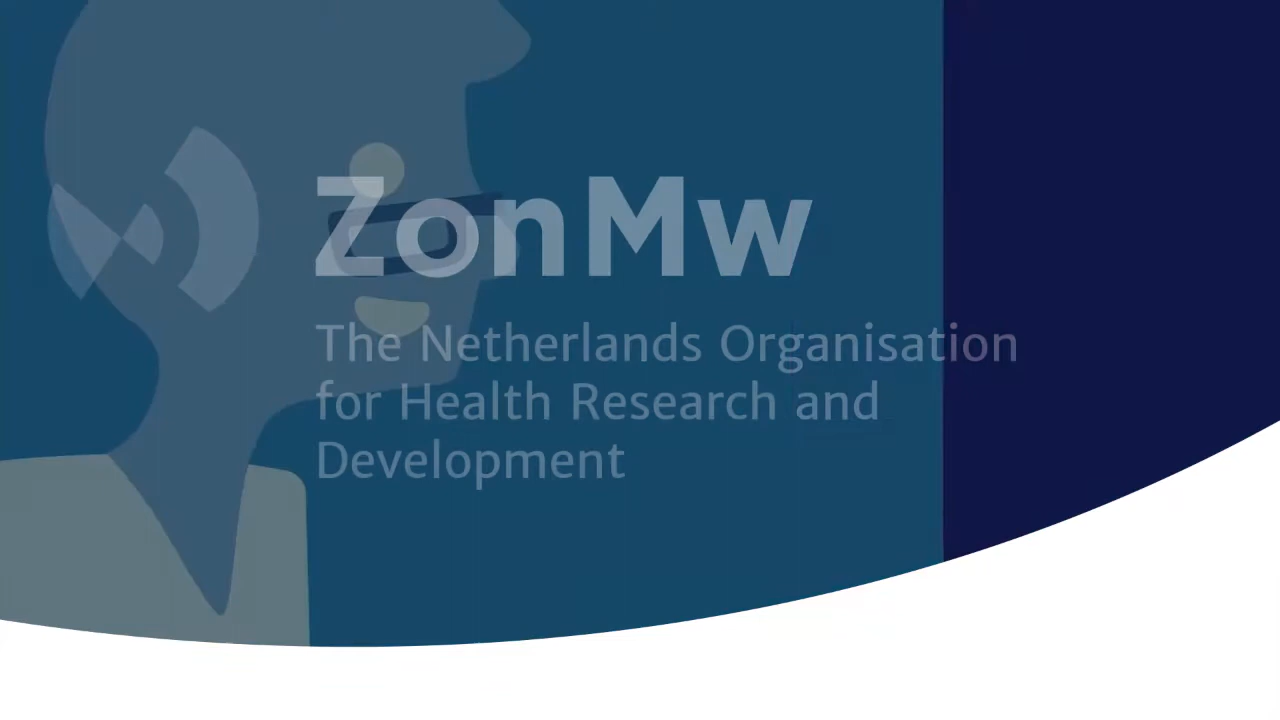 ZonMw
The Netherlands Organisation
for Health Research and
Development